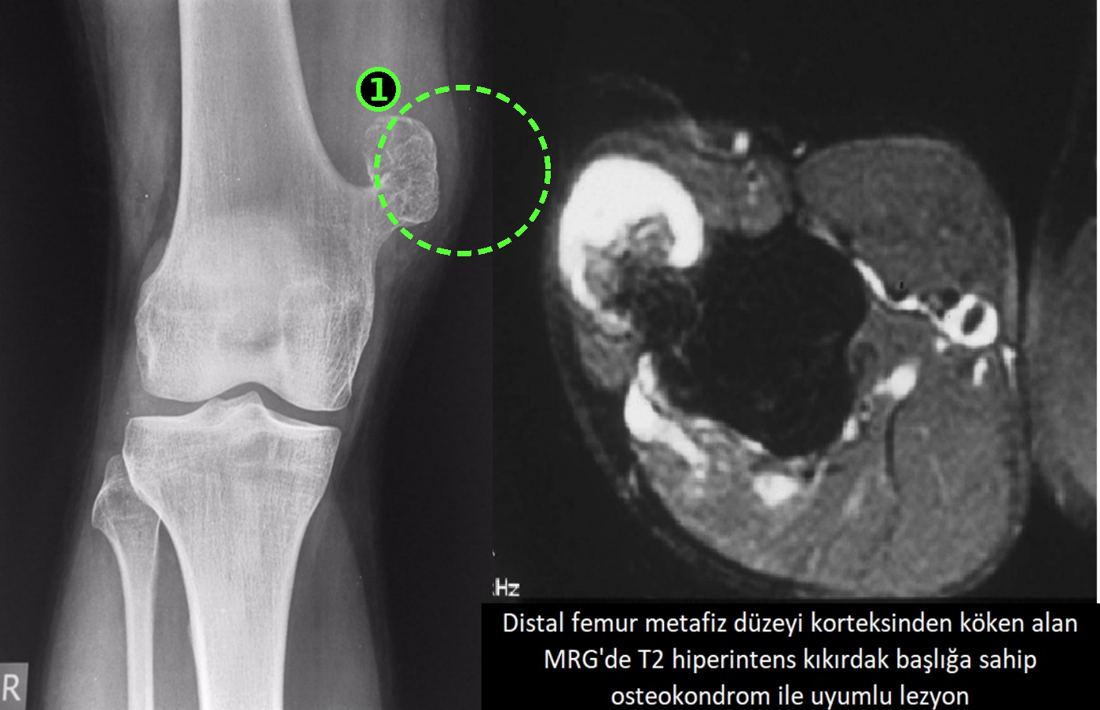 1
R
Hz
Distal femur metafiz düzeyi korteksinden köken alan
MRG'de T2 hiperintens kıkırdak başlığa sahip
osteokondrom ile uyumlu lezyon